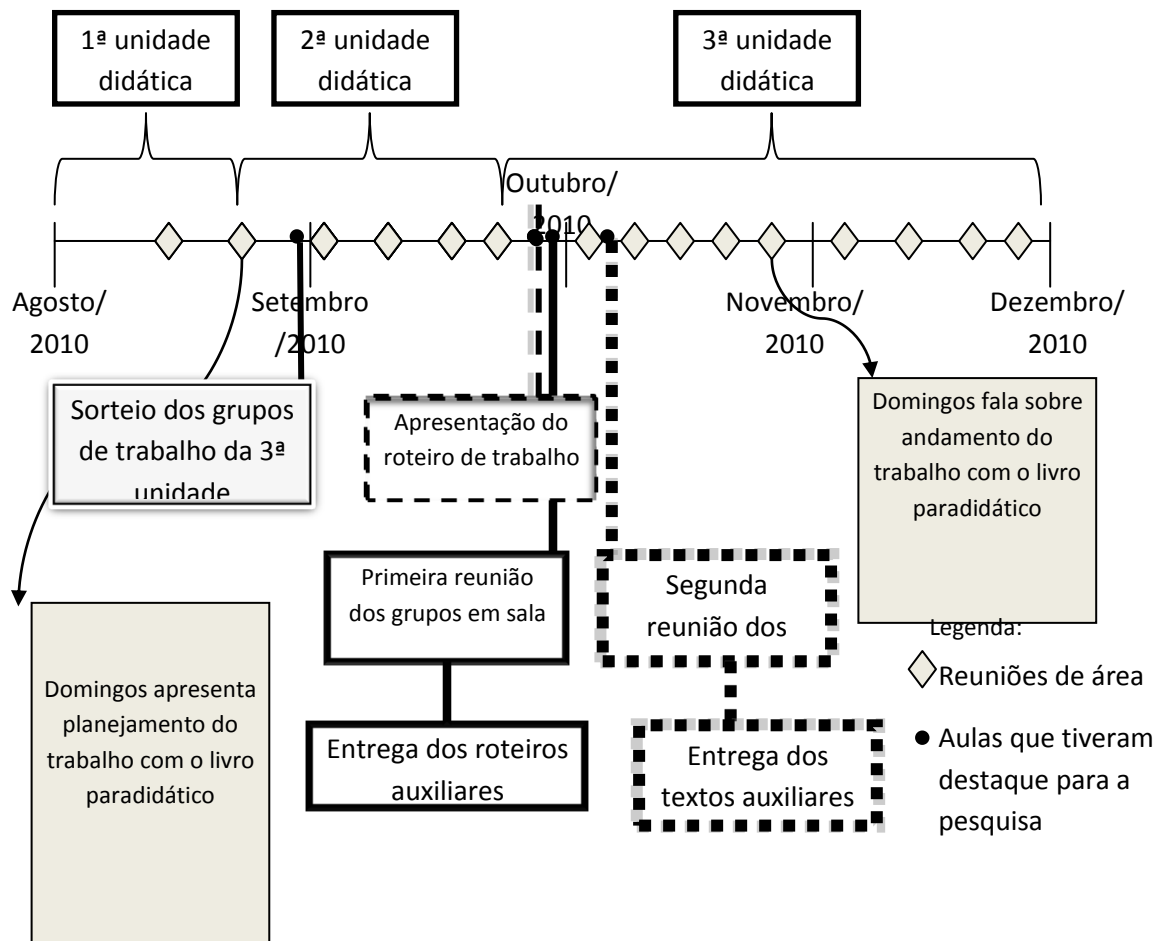 1ª unidade
didática
2ª unidade
didática
3ª unidade
didática
Outubro/
2010
Agosto/
2010
Setembro
/2010
Novembro/
2010
Dezembro/
2010
Sorteio dos grupos
de trabalho da 3ª
unidade
Apresentação do
roteiro de trabalho
Domingos fala sobre
andamento do
trabalho com o livro
paradidático
Primeira reunião
dos grupos em sala
Segunda
reunião dos
Domingos apresenta
planejamento do
trabalho com o livro
paradidático
Entrega dos roteiros
auxiliares
Entrega dos
textos auxiliares
Legenda:
Reuniões de área
Aulas que tiveram
destaque para a
pesquisa